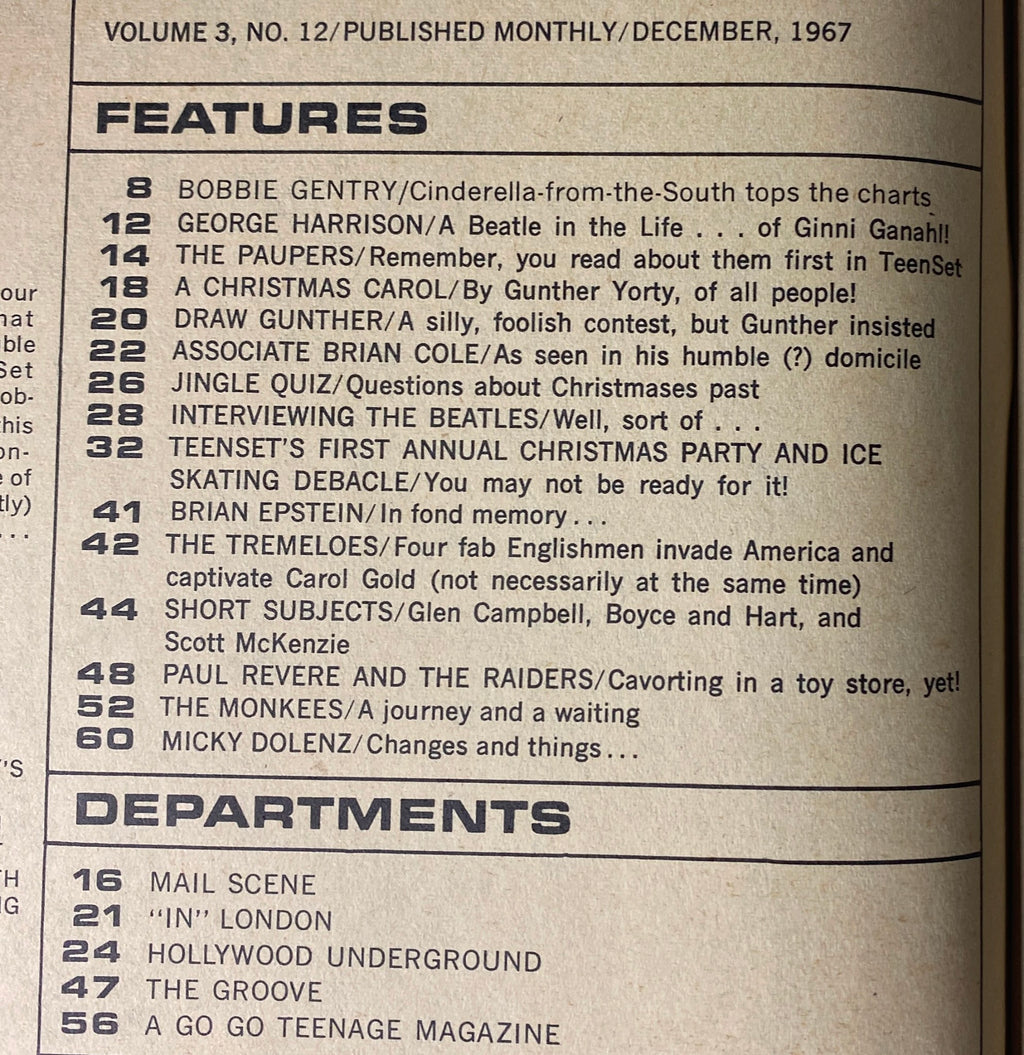 VOLUME 3, NO. 12/PUBLISHED MONTHLY/DECEMBER, 1967
FEATURES
8 BOBBIE GENTRY/Cinderella-from-the-South tops the charts
12 GEORGE HARRISON/A Beatle in the Life . . . of Ginni Ganahl!
14 THE PAUPERS/Remember, you read about them first in TeenSet
18 A CHRISTMAS CAROL/By Gunther Yorty, of all people!
20 DRAW GUNTHER/A silly, foolish contest, but Gunther insisted
22 ASSOCIATE BRIAN COLE/As seen in his humble (?) domicile
26 JINGLE QUIZ/Questions about Christmases past
28 INTERVIEWING THE BEATLES/Well, sort of . . .
32 TEENSET'S FIRST ANNUAL CHRISTMAS PARTY AND ICE
SKATING DEBACLE/You may not be ready for it!
41 BRIAN EPSTEIN/In fond memory . . .
42 THE TREMELOES/Four fab Englishmen invade America and
captivate Carol Gold (not necessarily at the same time)
44 SHORT SUBJECTS/Glen Campbell, Boyce and Hart, and
Scott McKenzie
48 PAUL REVERE AND THE RAIDERS/Cavorting in a toy store, yet!
52 THE MONKEES/A journey and a waiting
60 MICKY DOLENZ/Changes and things . . .
DEPARTMENTS
16 MAIL SCENE
21 "IN" LONDON
24 HOLLYWOOD UNDERGROUND
47 THE GROOVE
56 A GO GO TEENAGE MAGAZINE